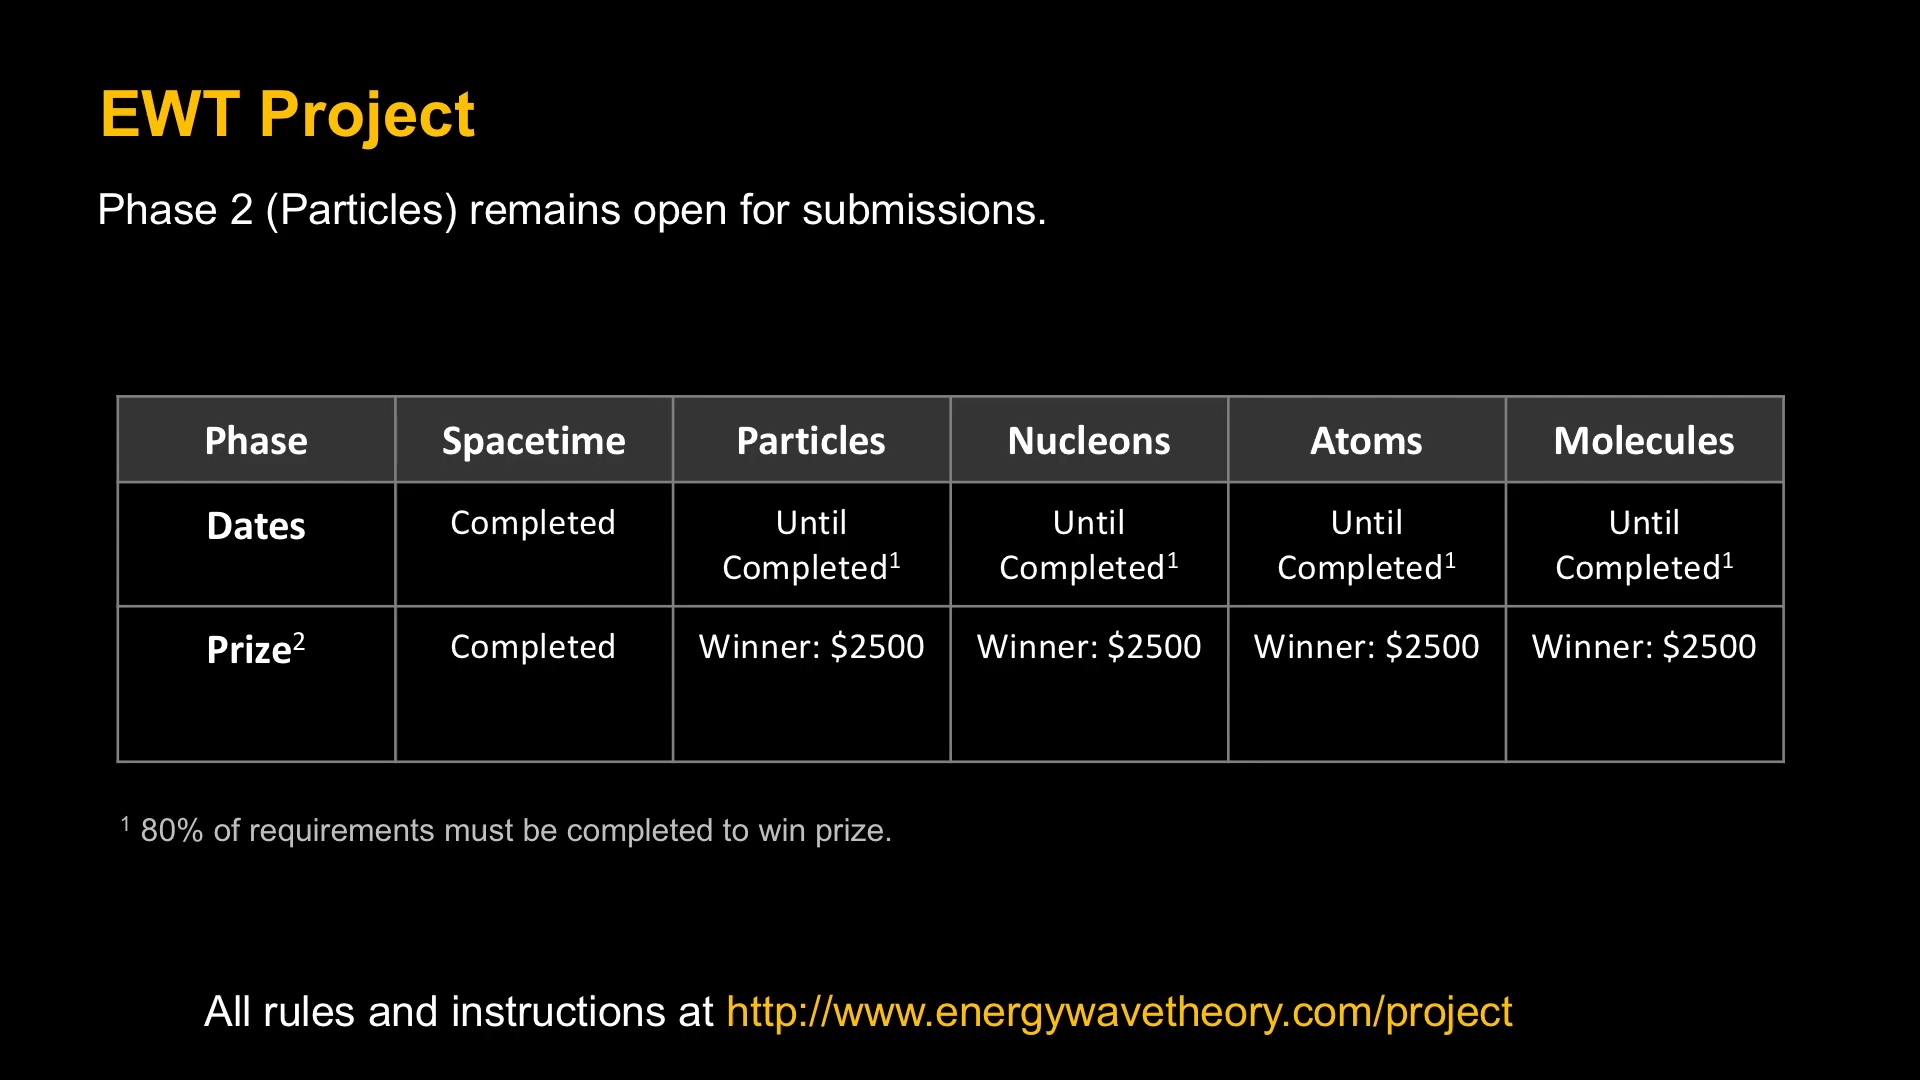 EWT Project
Phase 2 (Particles) remains open for submissions.
Phase Spacetime Particles Nucleons Atoms Molecules
Dates Completed Until Completed¹ Until Completed¹ Until Completed¹ Until Completed¹
Prize² Completed Winner: $2500 Winner: $2500 Winner: $2500 Winner: $2500
¹ 80% of requirements must be completed to win prize.
All rules and instructions at http://www.energywavetheory.com/project